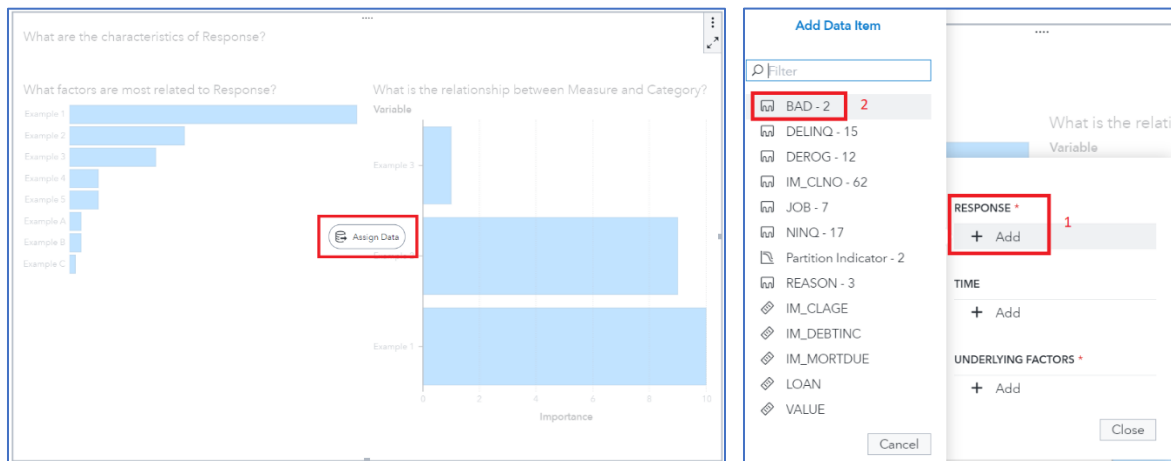 What are the characteristics of Response?
What factors are most related to Response?
Example 1
Example 2
Example 3
Example 4
Example 5
Example A
Example B
Example C
What is the relationship between Measure and Category?
Variable
Example 3
Assign Data
Example 1
0 2 4 6 8 10
Importance
Add Data Item
Filter
BAD - 2 2
DELINQ - 15
DEROG - 12
IM_CLNO - 62
JOB - 7
NINQ - 17
Partition Indicator - 2
REASON - 3
IM_CLAGE
IM_DEBTINC
IM_MORTDUE
LOAN
VALUE
Cancel
What is the relati
Variable
RESPONSE *
+ Add 1
TIME
+ Add
UNDERLYING FACTORS *
+ Add
Close